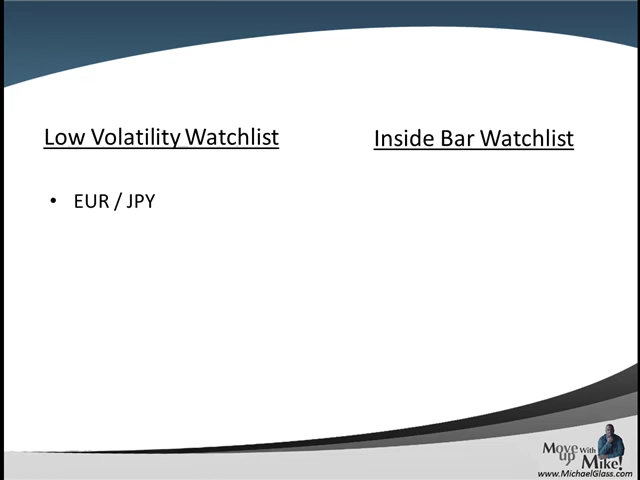 Low Volatility Watchlist
Inside Bar Watchlist
• EUR / JPY
Move up With Mike!
www.MichaelGlass.com